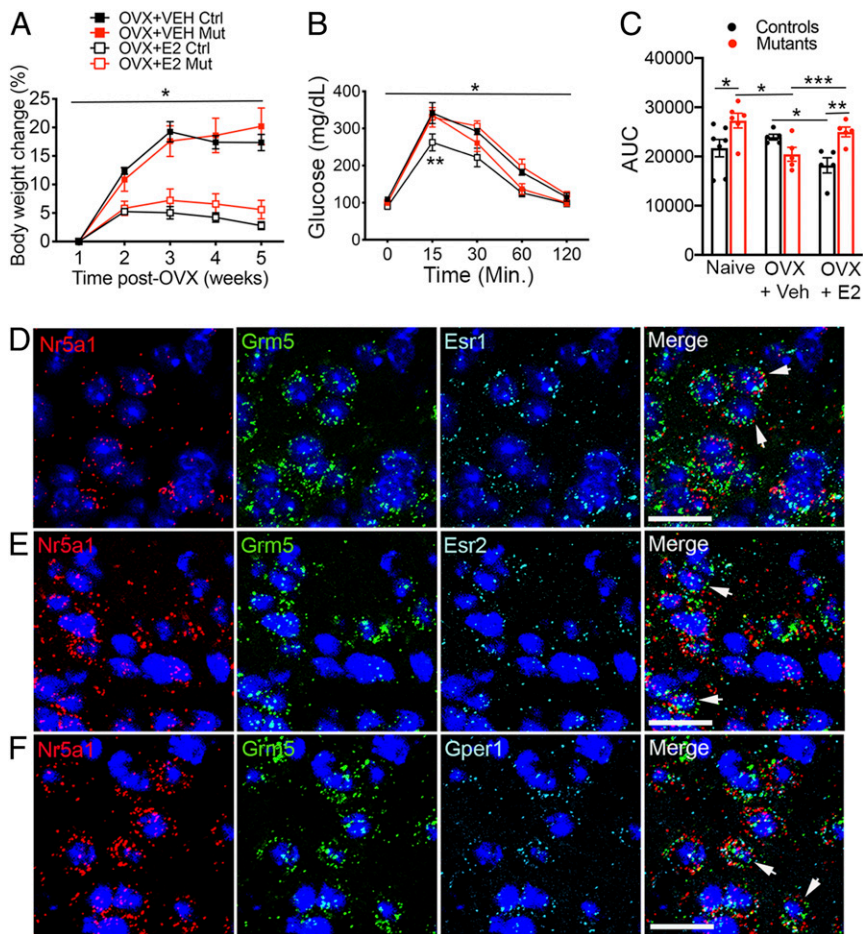 A
OVX+VEH Ctrl
OVX+VEH Mut
OVX+E2 Ctrl
OVX+E2 Mut
*
Body weight change (%)
25
20
15
10
5
0
1 2 3 4 5
Time post-OVX (weeks)
B
*
Glucose (mg/dL)
400
300
200
100
0
**
0 15 30 60 120
Time (Min.)
C
Controls
Mutants
* * ***
* **
AUC
40000
30000
20000
10000
0
Naive OVX OVX
+ Veh + E2
D
Nr5a1 Grm5 Esr1 Merge
E
Nr5a1 Grm5 Esr2 Merge
F
Nr5a1 Grm5 Gper1 Merge